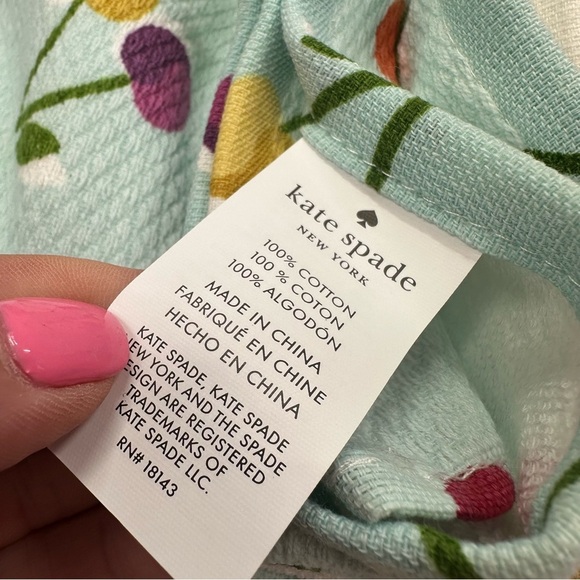 kate spade
NEW YORK
100% COTTON
100 % COTON
100% ALGODÓN
MADE IN CHINA
FABRIQUÉ EN CHINE
HECHO EN CHINA
KATE SPADE, KATE SPADE
NEW YORK AND THE SPADE
DESIGN ARE REGISTERED
TRADEMARKS OF
KATE SPADE LLC.
RN# 18143